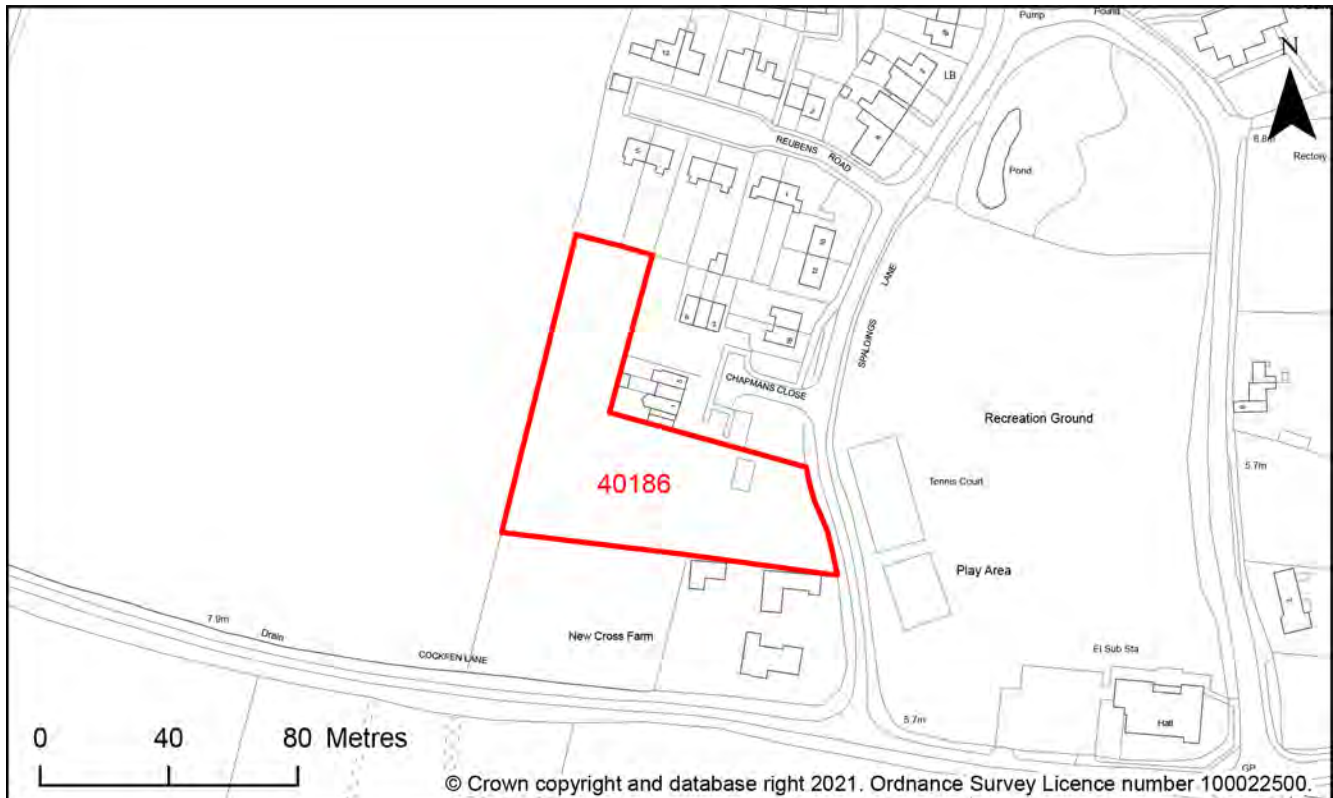 Pump
Pond
N
LB
REUBENS ROAD
6.8m
Rectory
Pond
SPALDINGS LANE
CHAPMANS CLOSE
Recreation Ground
5.7m
40186
Tennis Court
Play Area
7.9m
Drain
New Cross Farm
COCKFEN LANE
El Sub Sta
Hall
5.7m
GP
0 40 80 Metres
© Crown copyright and database right 2021. Ordnance Survey Licence number 100022500.